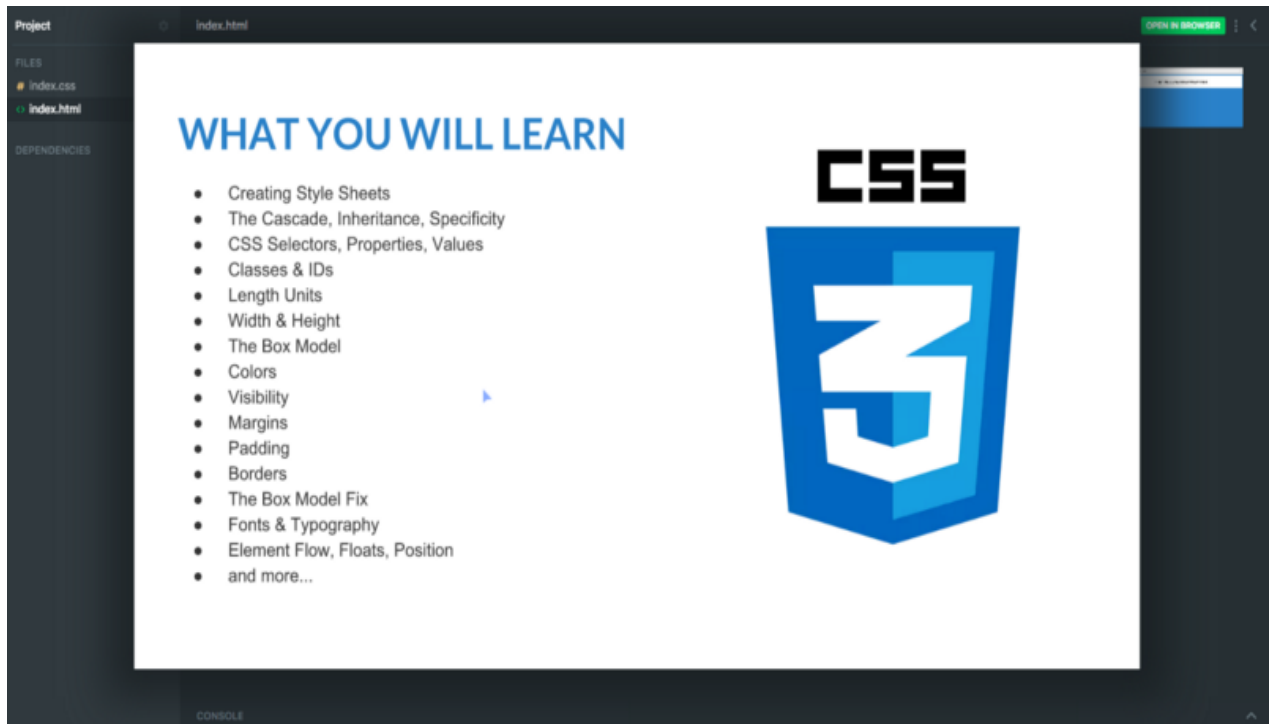 Project
index.html
OPEN IN BROWSER
FILES
# index.css
<> index.html
DEPENDENCIES
WHAT YOU WILL LEARN
● Creating Style Sheets
● The Cascade, Inheritance, Specificity
● CSS Selectors, Properties, Values
● Classes & IDs
● Length Units
● Width & Height
● The Box Model
● Colors
● Visibility
● Margins
● Padding
● Borders
● The Box Model Fix
● Fonts & Typography
● Element Flow, Floats, Position
● and more...
CSS
3
CONSOLE